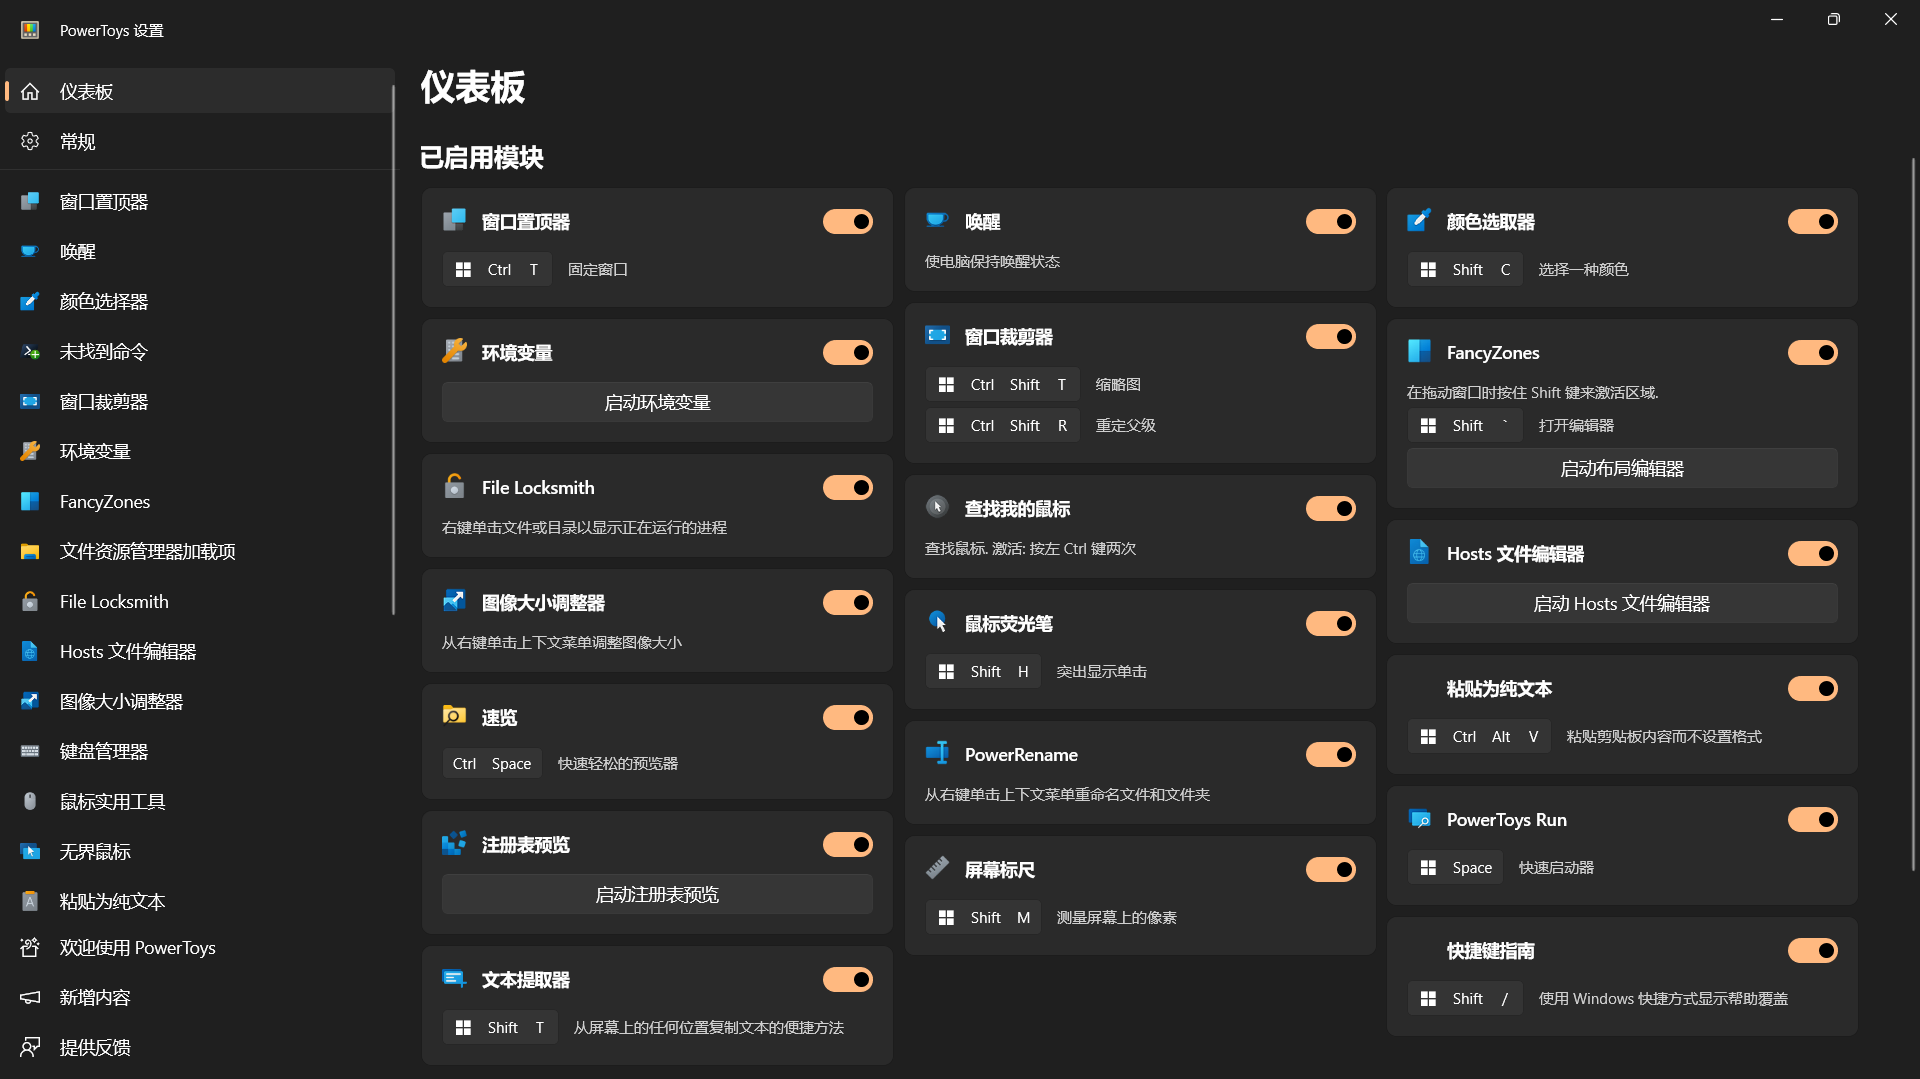 PowerToys 设置
仪表板
常规
窗口置顶器
唤醒
颜色选择器
未找到命令
窗口裁剪器
环境变量
FancyZones
文件资源管理器加载项
File Locksmith
Hosts 文件编辑器
图像大小调整器
键盘管理器
鼠标实用工具
无界鼠标
粘贴为纯文本
欢迎使用 PowerToys
新增内容
提供反馈
仪表板
已启用模块
窗口置顶器
Ctrl T 固定窗口
环境变量
启动环境变量
File Locksmith
右键单击文件或目录以显示正在运行的进程
图像大小调整器
从右键单击上下文菜单调整图像大小
速览
Ctrl Space 快速轻松的预览器
注册表预览
启动注册表预览
文本提取器
Shift T 从屏幕上的任何位置复制文本的便捷方法
唤醒
使电脑保持唤醒状态
窗口裁剪器
Ctrl Shift T 缩略图
Ctrl Shift R 重定父级
查找我的鼠标
查找鼠标. 激活: 按左 Ctrl 键两次
鼠标荧光笔
Shift H 突出显示单击
PowerRename
从右键单击上下文菜单重命名文件和文件夹
屏幕标尺
Shift M 测量屏幕上的像素
颜色选取器
Shift C 选择一种颜色
FancyZones
在拖动窗口时按住 Shift 键来激活区域.
Shift ` 打开编辑器
启动布局编辑器
Hosts 文件编辑器
启动 Hosts 文件编辑器
粘贴为纯文本
Ctrl Alt V 粘贴剪贴板内容而不设置格式
PowerToys Run
Space 快速启动器
快捷键指南
Shift / 使用 Windows 快捷方式显示帮助覆盖